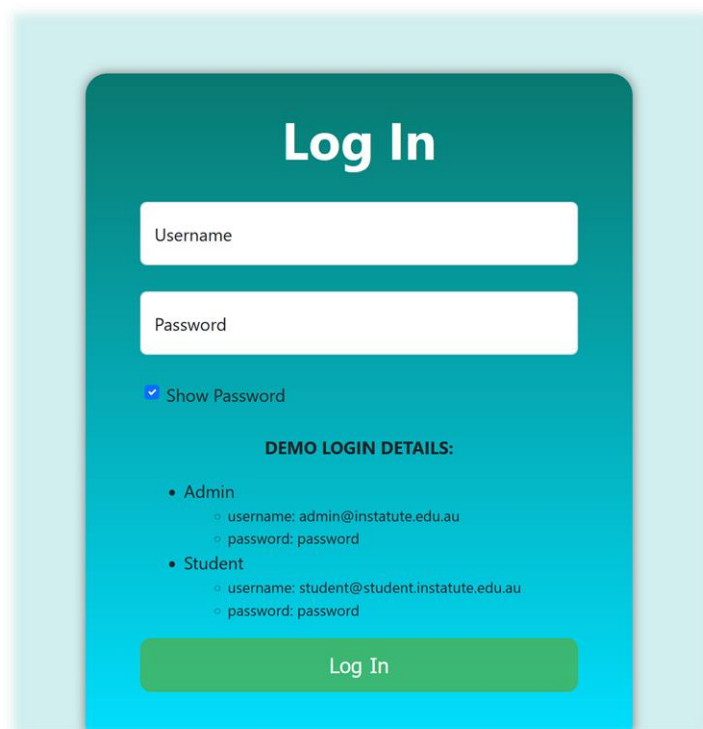 Log In
Username
Password
Show Password
DEMO LOGIN DETAILS:
Admin
username: admin@instatute.edu.au
password: password
Student
username: student@student.instatute.edu.au
password: password
Log In